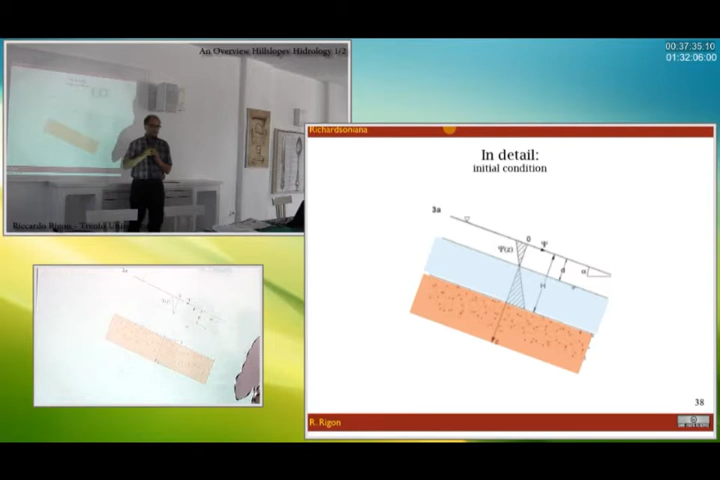 00:37:35:10
01:32:06:00
An Overview Hillslopes Hidrology 1/2
Richardsoniana
In detail:
initial condition
3a
0
Ψ
Ψ(z)
d
α
H
38
R. Rigon